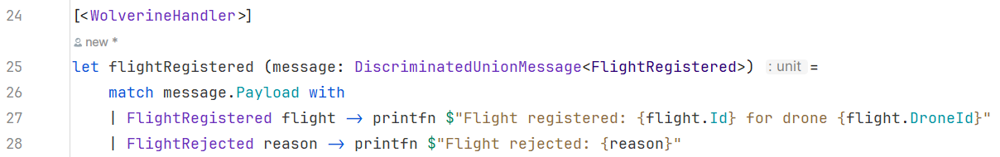 24 [<WolverineHandler>]
new *
25 let flightRegistered (message: DiscriminatedUnionMessage<FlightRegistered>) : unit =
26     match message.Payload with
27     | FlightRegistered flight → printfn $"Flight registered: {flight.Id} for drone {flight.DroneId}"
28     | FlightRejected reason → printfn $"Flight rejected: {reason}"